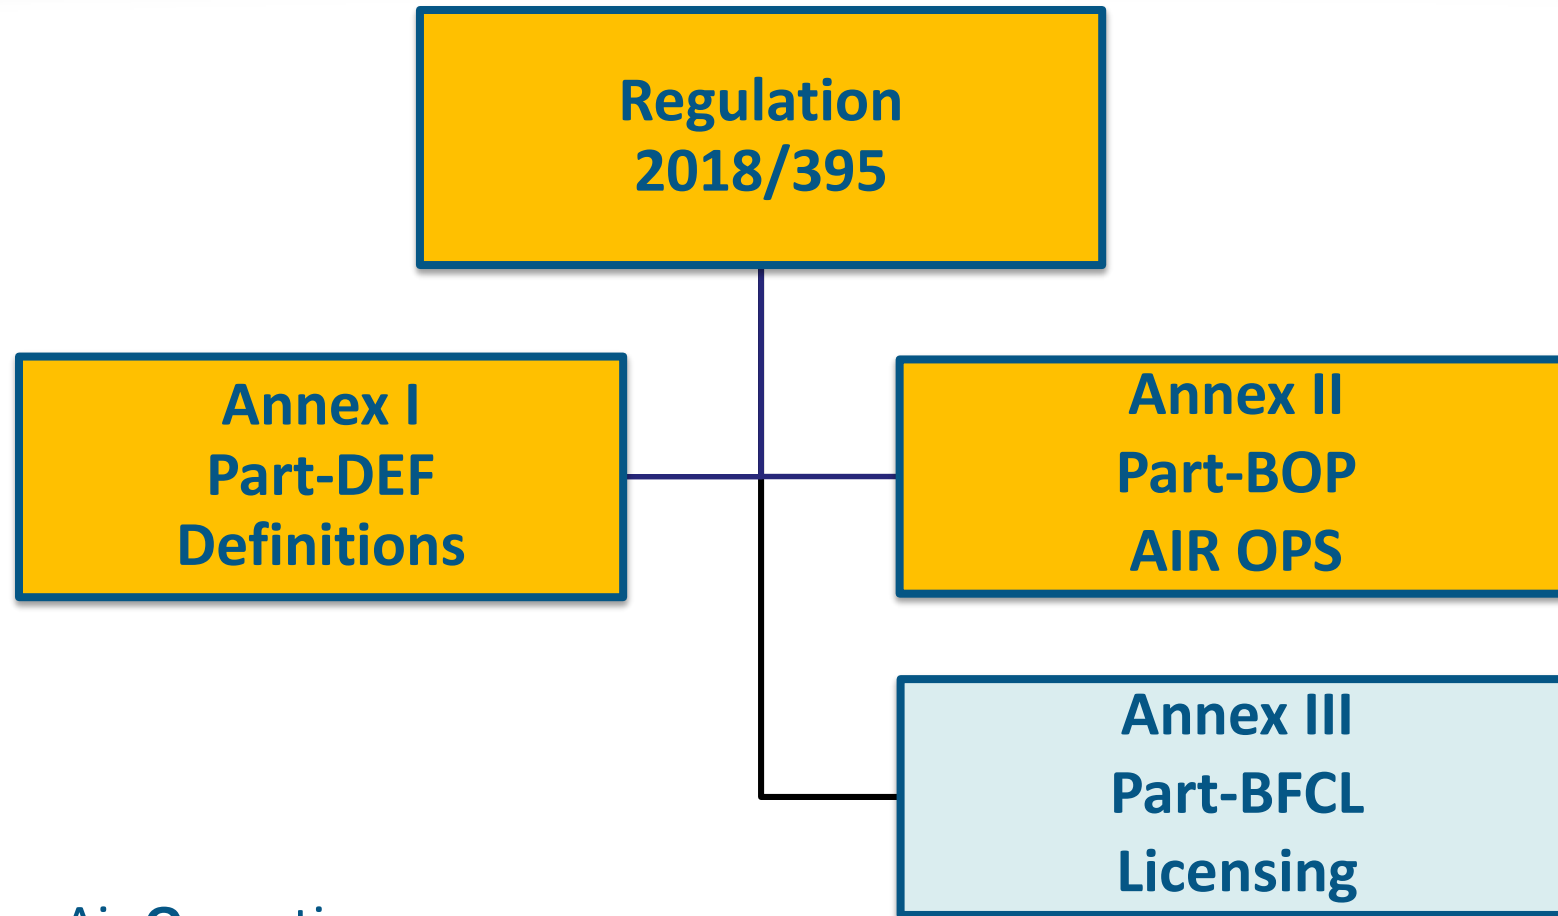 Regulation
2018/395
Annex I
Part-DEF
Definitions
Annex II
Part-BOP
AIR OPS
Annex III
Part-BFCL
Licensing